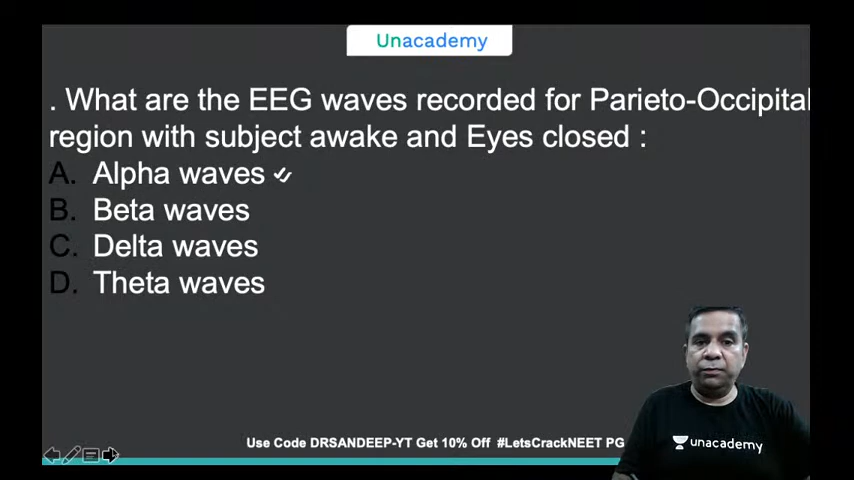 Unacademy
. What are the EEG waves recorded for Parieto-Occipital
region with subject awake and Eyes closed :
A. Alpha waves
B. Beta waves
C. Delta waves
D. Theta waves
Use Code DRSANDEEP-YT Get 10% Off #LetsCrackNEET PG
unacademy